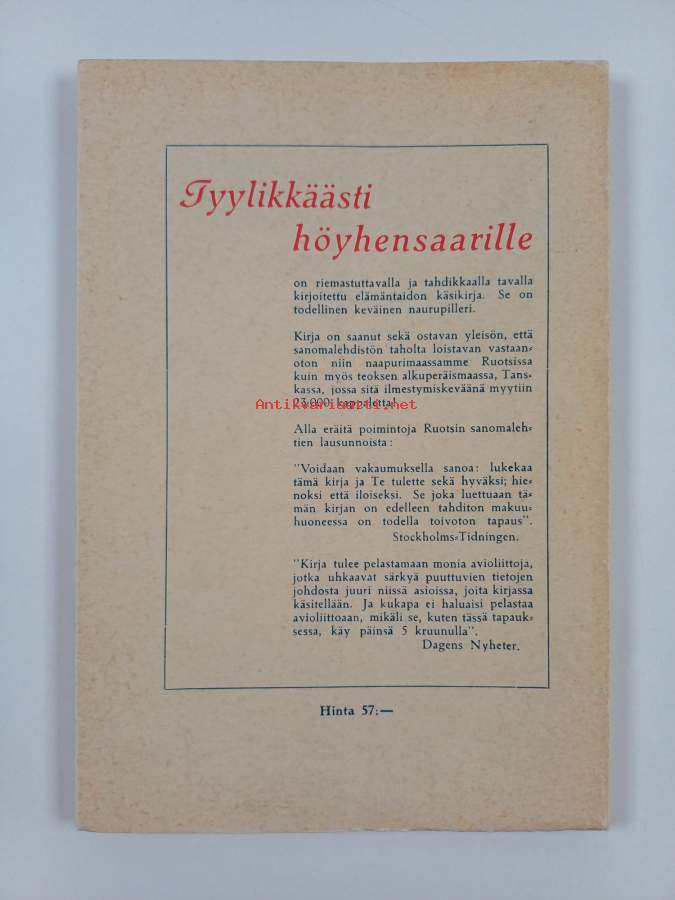 Tyylikkäästi
höyhensaarille
on riemastuttavalla ja tahdikkaalla tavalla
kirjoitettu elämäntaidon käsikirja. Se on
todellinen keväinen naurupilleri.
Kirja on saanut sekä ostavan yleisön, että
sanomalehdistön taholta loistavan vastaan-
oton niin naapurimaassamme Ruotsissa
kuin myös teoksen alkuperäismaassa, Tans-
kassa, jossa sitä ilmestymiskeväänä myytiin
23.000 kappaletta!
Antikvariaatti.net
Alla eräitä poimintoja Ruotsin sanomaleh-
tien lausunnoista:
"Voidaan vakaumuksella sanoa: lukekaa
tämä kirja ja Te tulette sekä hyväksi; hie-
noksi että iloiseksi. Se joka luettuaan tä-
män kirjan on edelleen tahditon makuu-
huoneessa on todella toivoton tapaus".
Stockholms-Tidningen.
"Kirja tulee pelastamaan monia avioliittoja,
jotka uhkaavat särkyä puuttuvien tietojen
johdosta juuri niissä asioissa, joita kirjassa
käsitellään. Ja kukapa ei haluaisi pelastaa
avioliittoaan, mikäli se, kuten tässä tapauk-
sessa, käy päinsä 5 kruunulla".
Dagens Nyheter.
Hinta 57:—